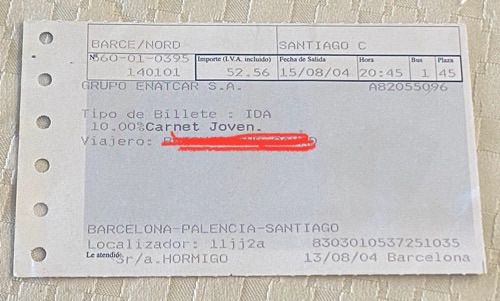 BARCE/NORD SANTIAGO C
Nº560-01-0395 Importe (I.V.A. incluido) Fecha de Salida Hora Bus Plaza
140101 52.56 15/08/04 20:45 1 45
GRUPO ENATCAR S.A. A82055096
Tipo de Billete : IDA
10.00%Carnet Joven.
Viajero:
BARCELONA-PALENCIA-SANTIAGO
Localizador: 11jj2a 8303010537251035
Le atendió: Sr/a.HORMIGO 13/08/04 Barcelona